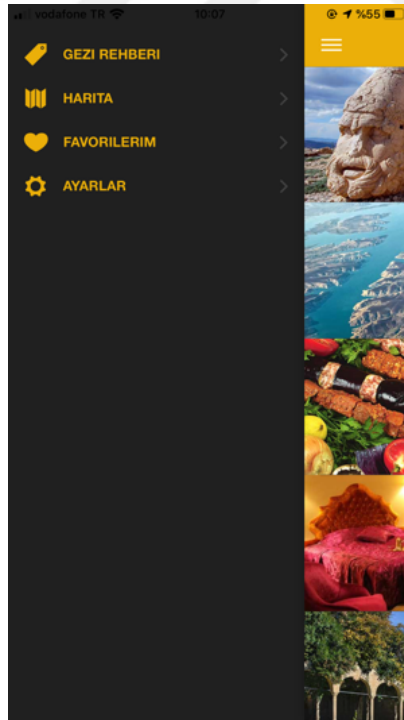 vodafone TR 10:07 %55
GEZI REHBERI
HARITA
FAVORILERIM
AYARLAR